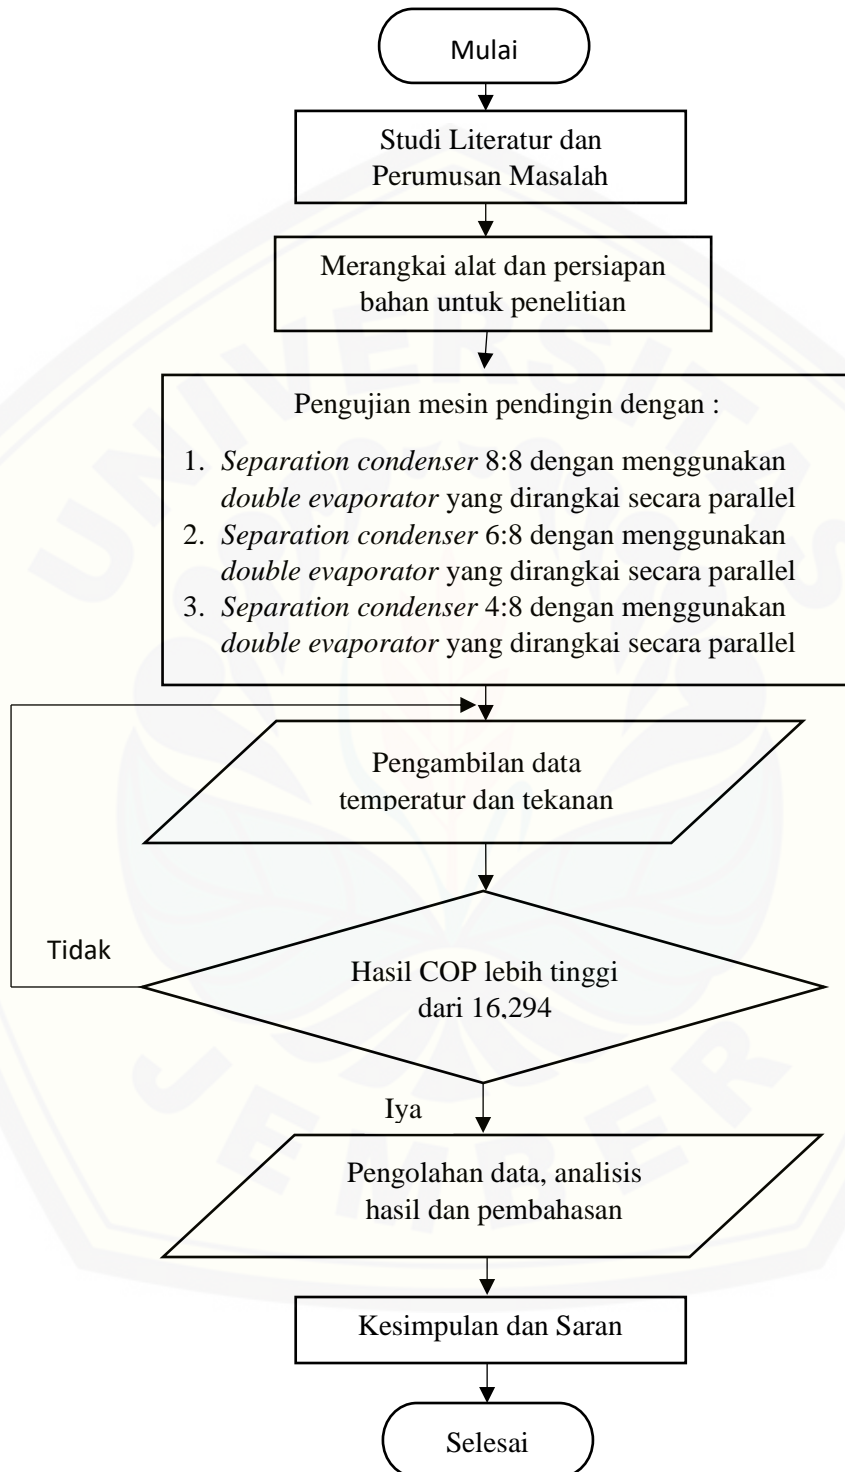 Mulai
Studi Literatur dan
Perumusan Masalah
Merangkai alat dan persiapan
bahan untuk penelitian
Pengujian mesin pendingin dengan :
1. Separation condenser 8:8 dengan menggunakan
double evaporator yang dirangkai secara parallel
2. Separation condenser 6:8 dengan menggunakan
double evaporator yang dirangkai secara parallel
3. Separation condenser 4:8 dengan menggunakan
double evaporator yang dirangkai secara parallel
Pengambilan data
temperatur dan tekanan
Tidak
Hasil COP lebih tinggi
dari 16,294
Iya
Pengolahan data, analisis
hasil dan pembahasan
Kesimpulan dan Saran
Selesai
UNIVERSITAS
JEMBER